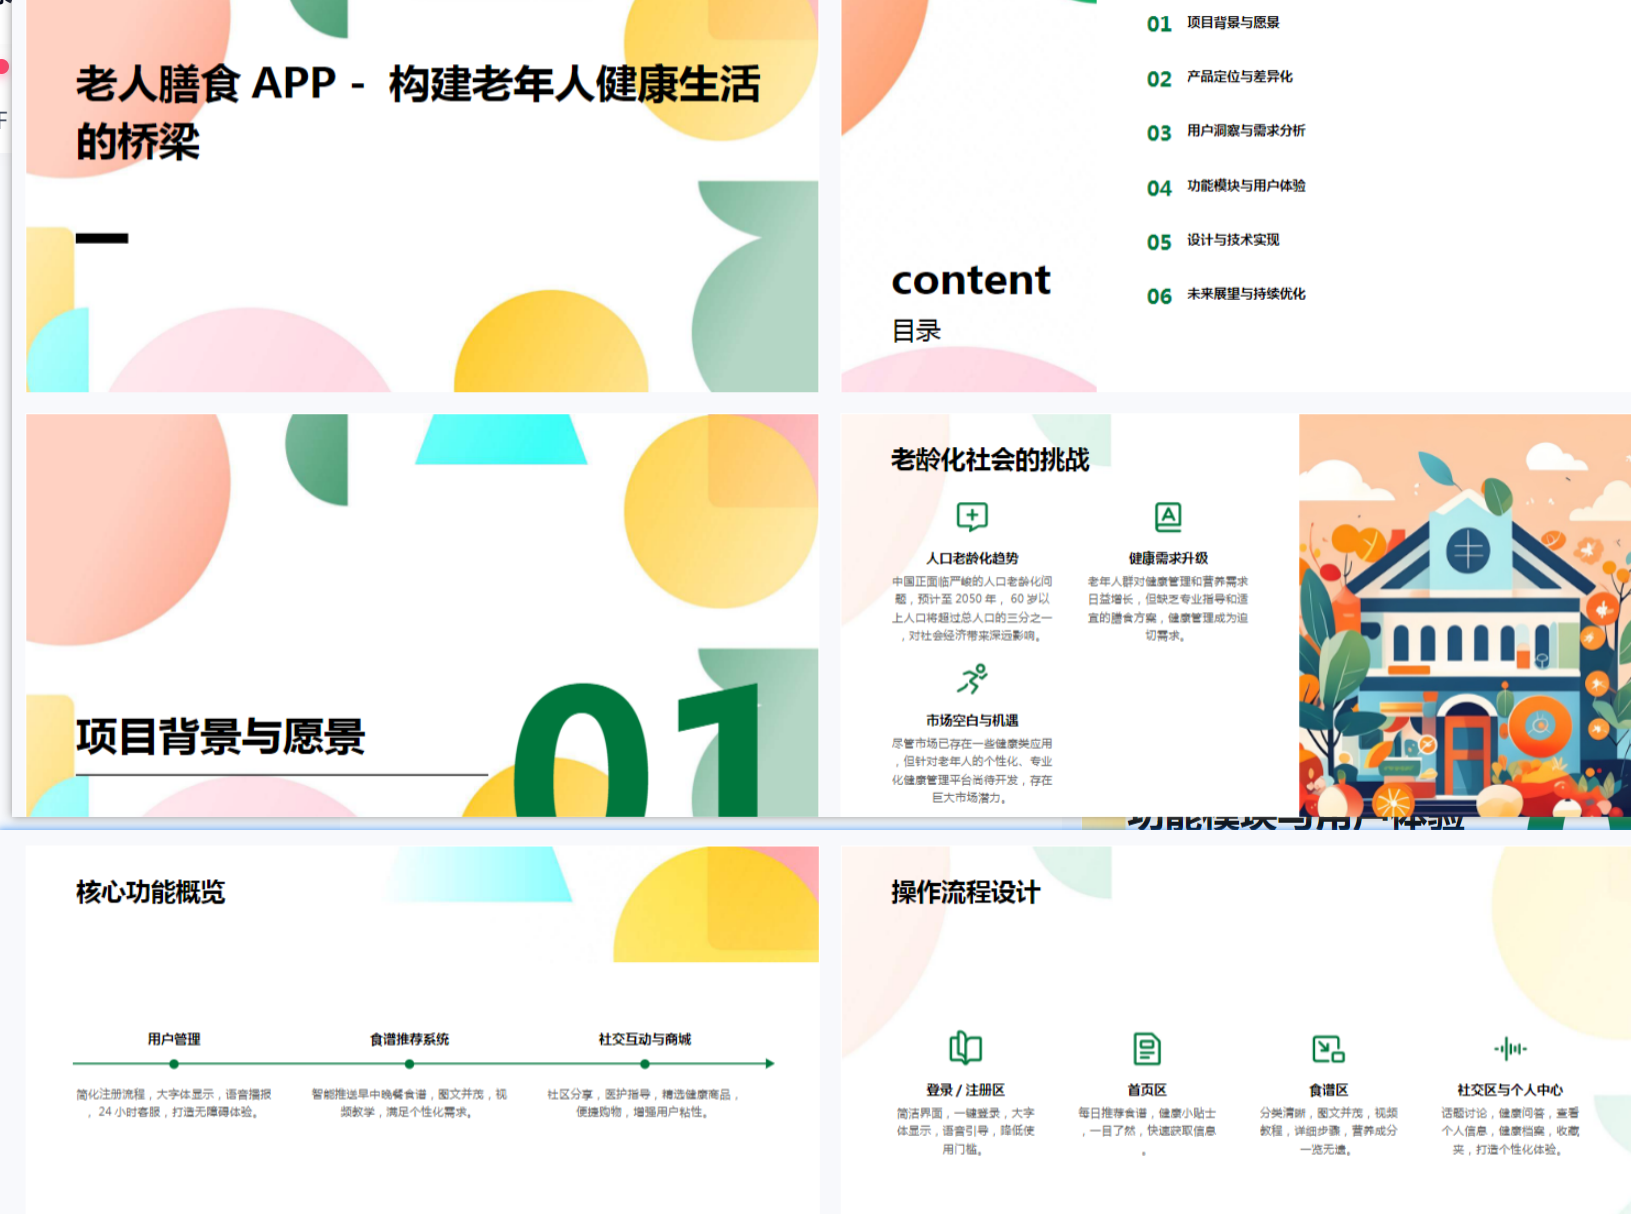 老人膳食 APP - 构建老年人健康生活
的桥梁
content
目录
01 项目背景与愿景
02 产品定位与差异化
03 用户洞察与需求分析
04 功能模块与用户体验
05 设计与技术实现
06 未来展望与持续优化
项目背景与愿景
01
老龄化社会的挑战
人口老龄化趋势
中国正面临严峻的人口老龄化问
题，预计至 2050 年， 60 岁以
上人口将超过总人口的三分之一
，对社会经济带来深远影响。
健康需求升级
老年人群对健康管理和营养需求
日益增长，但缺乏专业指导和适
宜的膳食方案，健康管理成为迫
切需求。
市场空白与机遇
尽管市场已存在一些健康类应用
，但针对老年人的个性化、专业
化健康管理平台尚待开发，存在
巨大市场潜力。
功能模块与用户体验
核心功能概览
用户管理
简化注册流程，大字体显示，语音播报
，24 小时客服，打造无障碍体验。
食谱推荐系统
智能推送早中晚餐食谱，图文并茂，视
频教学，满足个性化需求。
社交互动与商城
社区分享，医护指导，精选健康商品，
便捷购物，增强用户粘性。
操作流程设计
登录 / 注册区
简洁界面，一键登录，大字
体显示，语音引导，降低使
用门槛。
首页区
每日推荐食谱，健康小贴士
，一目了然，快速获取信息
。
食谱区
分类清晰，图文并茂，视频
教程，详细步骤，营养成分
一览无遗。
社交区与个人中心
话题讨论，健康问答，查看
个人信息，健康档案，收藏
夹，打造个性化体验。